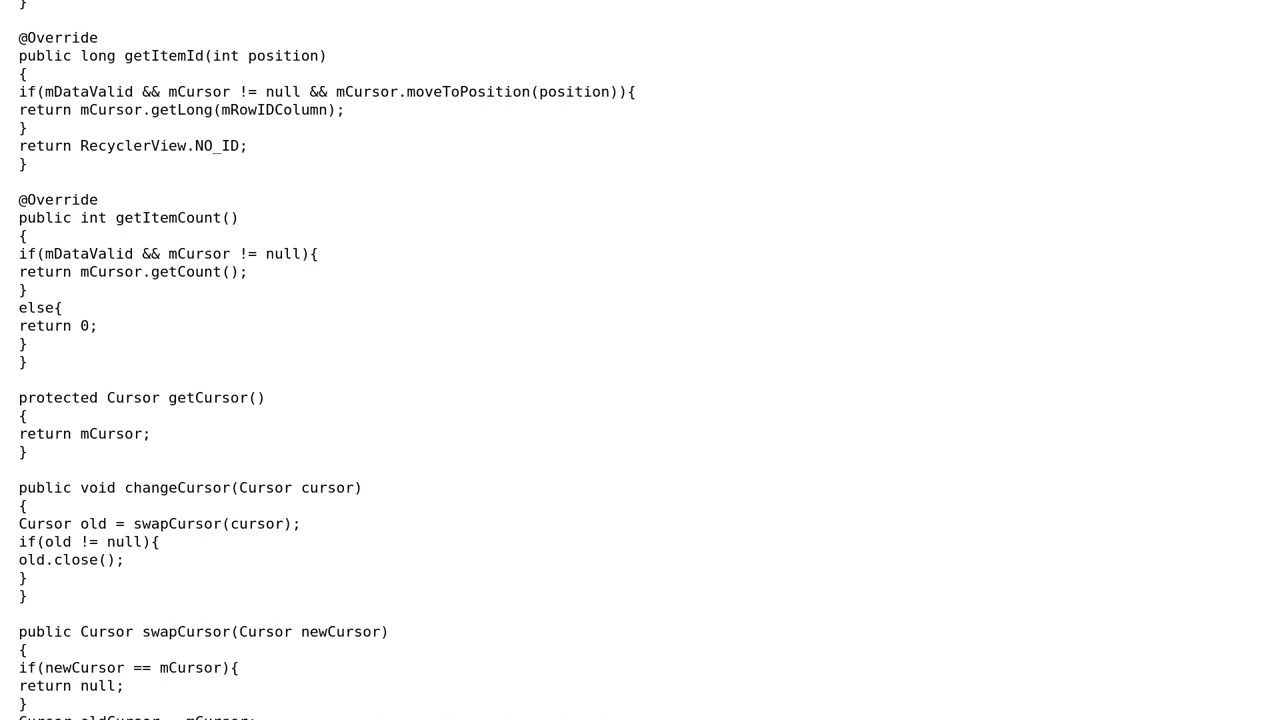 }

@Override
public long getItemId(int position)
{
if(mDataValid && mCursor != null && mCursor.moveToPosition(position)){
return mCursor.getLong(mRowIDColumn);
}
return RecyclerView.NO_ID;
}

@Override
public int getItemCount()
{
if(mDataValid && mCursor != null){
return mCursor.getCount();
}
else{
return 0;
}
}

protected Cursor getCursor()
{
return mCursor;
}

public void changeCursor(Cursor cursor)
{
Cursor old = swapCursor(cursor);
if(old != null){
old.close();
}
}

public Cursor swapCursor(Cursor newCursor)
{
if(newCursor == mCursor){
return null;
}
Cursor oldCursor = mCursor;